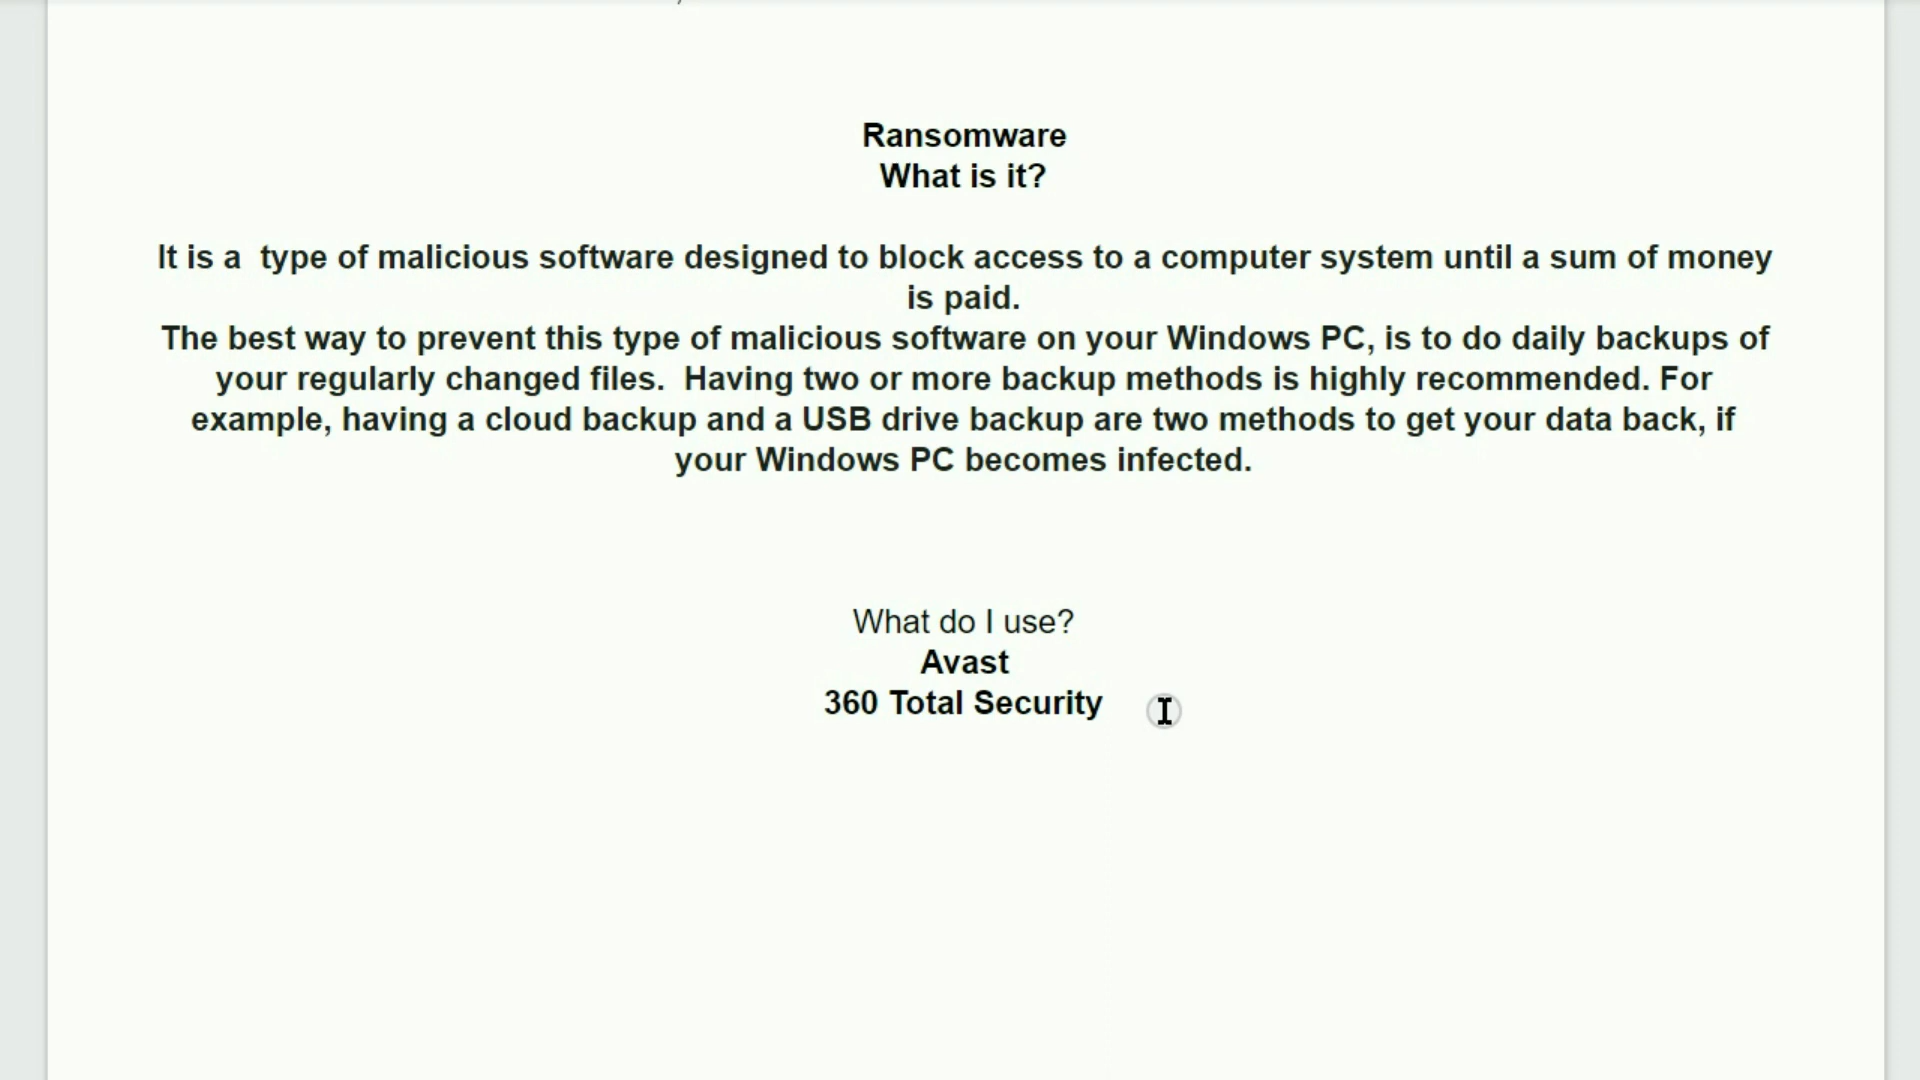 Ransomware
What is it?
It is a  type of malicious software designed to block access to a computer system until a sum of money
is paid.
The best way to prevent this type of malicious software on your Windows PC, is to do daily backups of
your regularly changed files.  Having two or more backup methods is highly recommended. For
example, having a cloud backup and a USB drive backup are two methods to get your data back, if
your Windows PC becomes infected.
What do I use?
Avast
360 Total Security